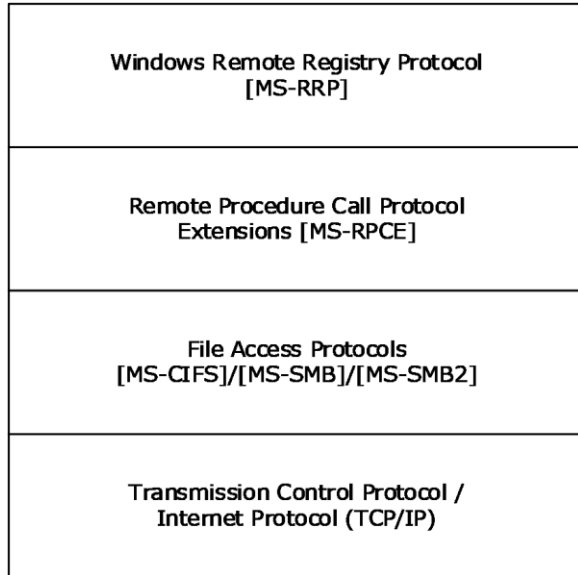 Windows Remote Registry Protocol
[MS-RRP]
Remote Procedure Call Protocol
Extensions [MS-RPCE]
File Access Protocols
[MS-CIFS]/[MS-SMB]/[MS-SMB2]
Transmission Control Protocol /
Internet Protocol (TCP/IP)